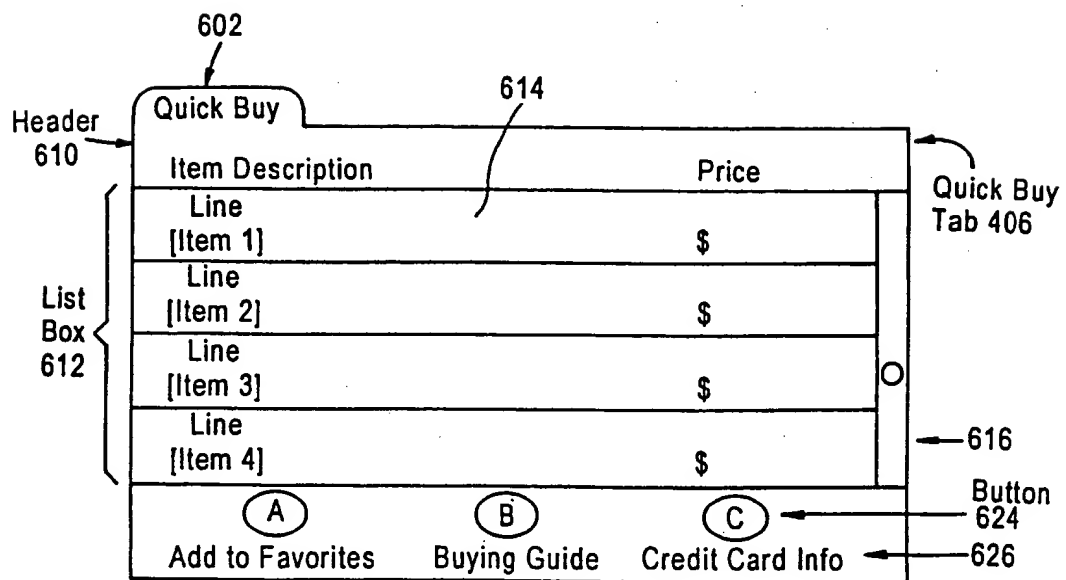 602
Quick Buy
614
Header
610
Item Description Price
Quick Buy
Tab 406
Line
[Item 1] $
Line
[Item 2] $
List
Box
612
Line
[Item 3] $
Line
[Item 4] $
616
A B C
Button
624
Add to Favorites Buying Guide Credit Card Info
626